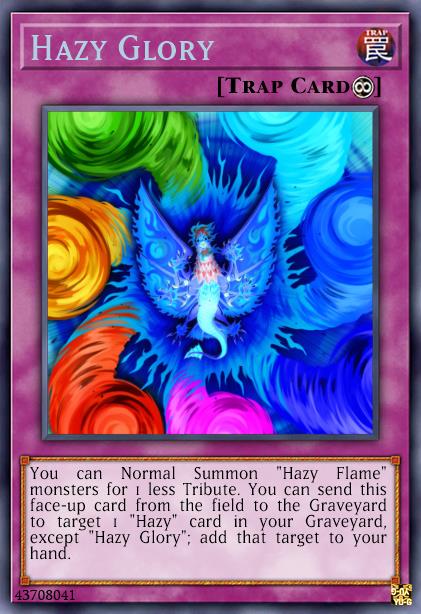 Hazy Glory
TRAP
罠
[Trap Card]
You can Normal Summon "Hazy Flame"
monsters for 1 less Tribute. You can send this
face-up card from the field to the Graveyard
to target 1 "Hazy" card in your Graveyard,
except "Hazy Glory"; add that target to your
hand.
43708041